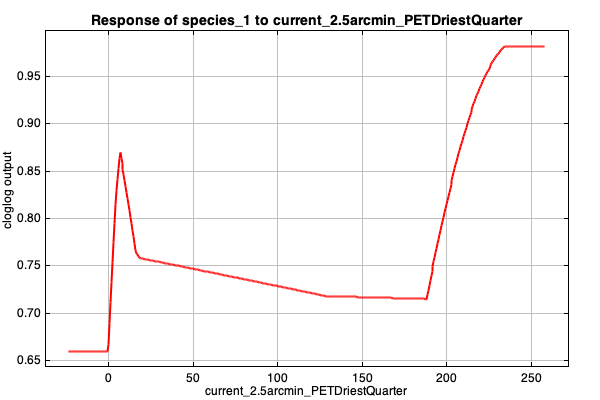 Response of species_1 to current_2.5arcmin_PETDriestQuarter
cloglog output
0.95
0.90
0.85
0.80
0.75
0.70
0.65
0 50 100 150 200 250
current_2.5arcmin_PETDriestQuarter